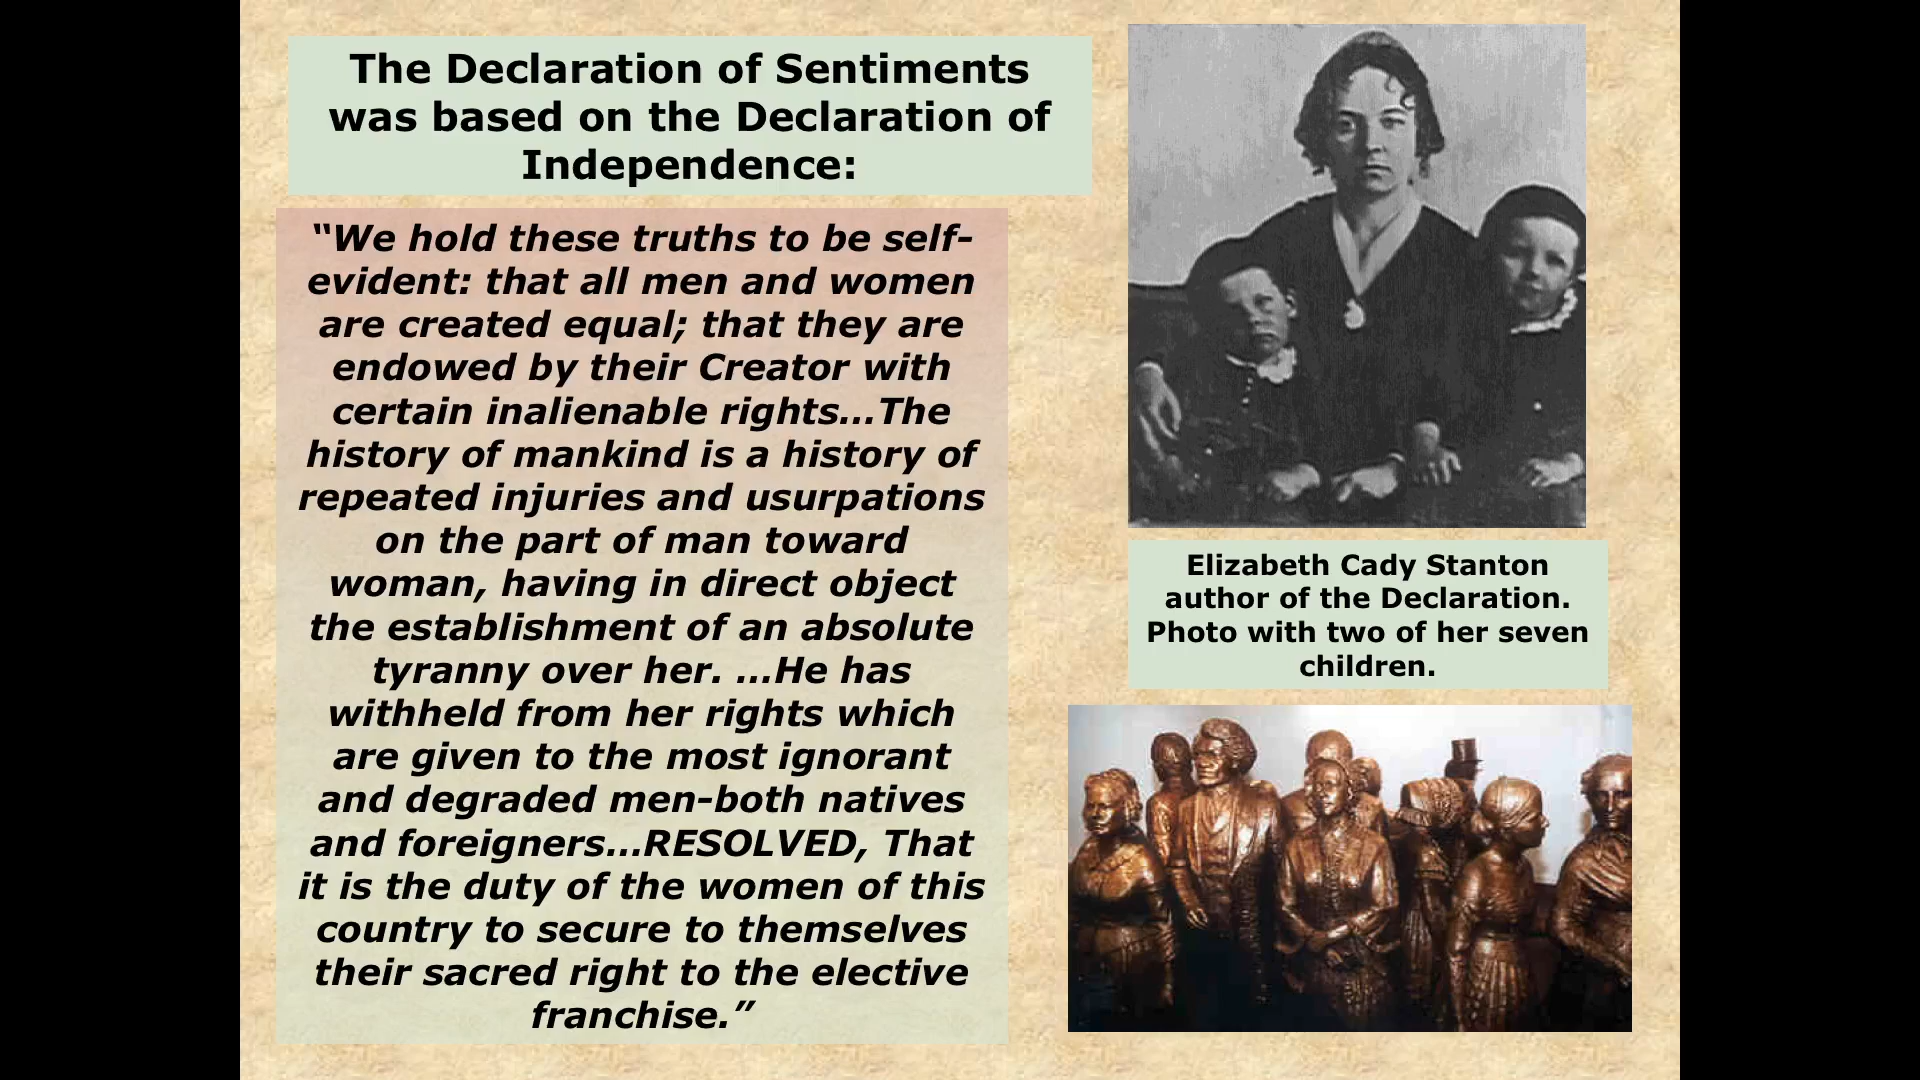 The Declaration of Sentiments
was based on the Declaration of
Independence:
“We hold these truths to be self-
evident: that all men and women
are created equal; that they are
endowed by their Creator with
certain inalienable rights…The
history of mankind is a history of
repeated injuries and usurpations
on the part of man toward
woman, having in direct object
the establishment of an absolute
tyranny over her. …He has
withheld from her rights which
are given to the most ignorant
and degraded men-both natives
and foreigners…RESOLVED, That
it is the duty of the women of this
country to secure to themselves
their sacred right to the elective
franchise.”
Elizabeth Cady Stanton
author of the Declaration.
Photo with two of her seven
children.